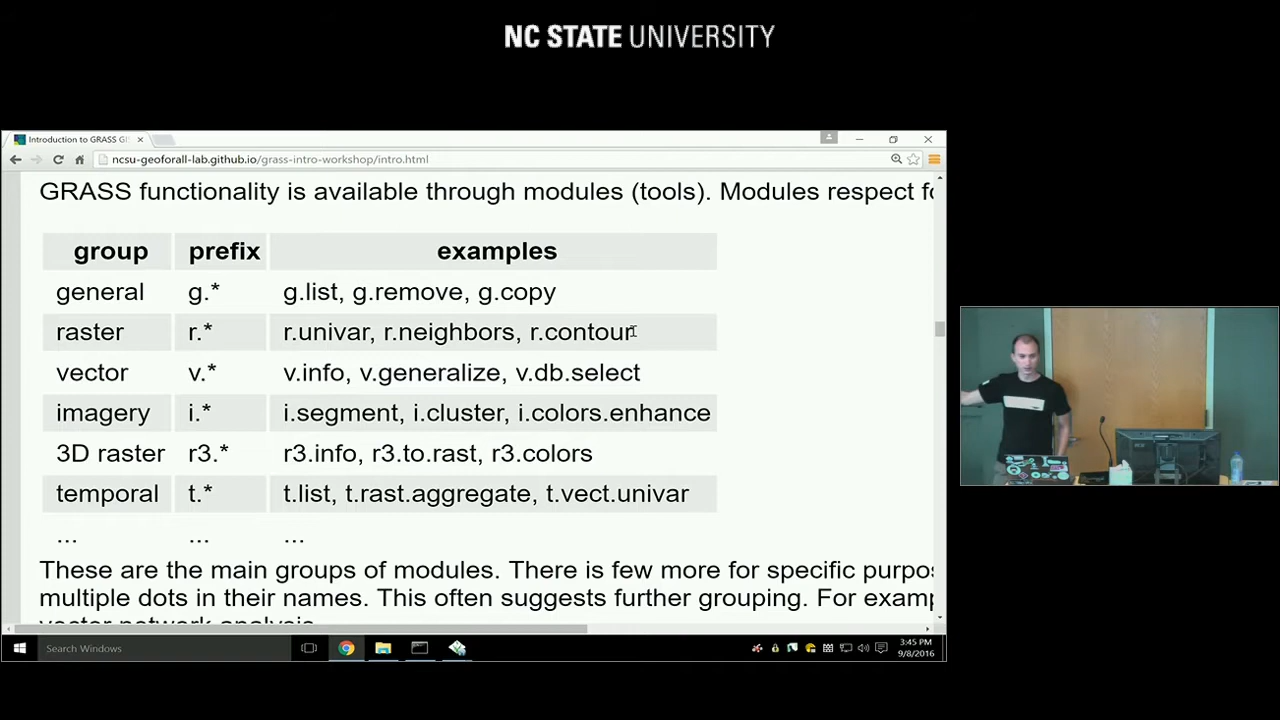 NC STATE UNIVERSITY
Introduction to GRASS GI
ncsu-geoforall-lab.github.io/grass-intro-workshop/intro.html
GRASS functionality is available through modules (tools). Modules respect fo
group prefix examples
general g.* g.list, g.remove, g.copy
raster r.* r.univar, r.neighbors, r.contour
vector v.* v.info, v.generalize, v.db.select
imagery i.* i.segment, i.cluster, i.colors.enhance
3D raster r3.* r3.info, r3.to.rast, r3.colors
temporal t.* t.list, t.rast.aggregate, t.vect.univar
... ... ...
These are the main groups of modules. There is few more for specific purpos
multiple dots in their names. This often suggests further grouping. For examp
vector network analysis.
Search Windows
3:45 PM
9/8/2016